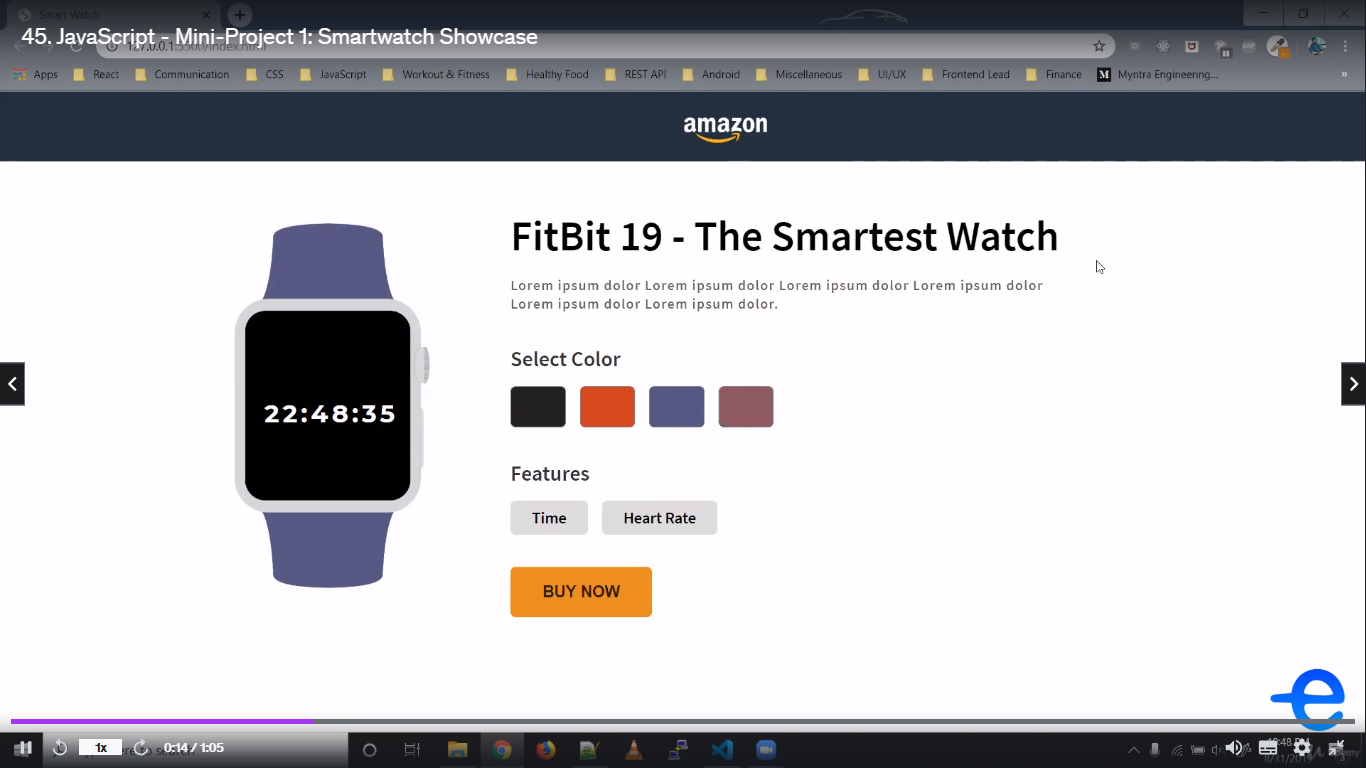 Smart Watch
45. JavaScript - Mini-Project 1: Smartwatch Showcase
127.0.0.1:5500/index.html
Apps React Communication CSS JavaScript Workout & Fitness Healthy Food REST API Android Miscellaneous UI/UX Frontend Lead Finance M Myntra Engineering... »
amazon
FitBit 19 - The Smartest Watch
Lorem ipsum dolor Lorem ipsum dolor Lorem ipsum dolor Lorem ipsum dolor
Lorem ipsum dolor Lorem ipsum dolor.
Select Color
22:48:35
Features
Time Heart Rate
BUY NOW
e
1x 0:14 / 1:05